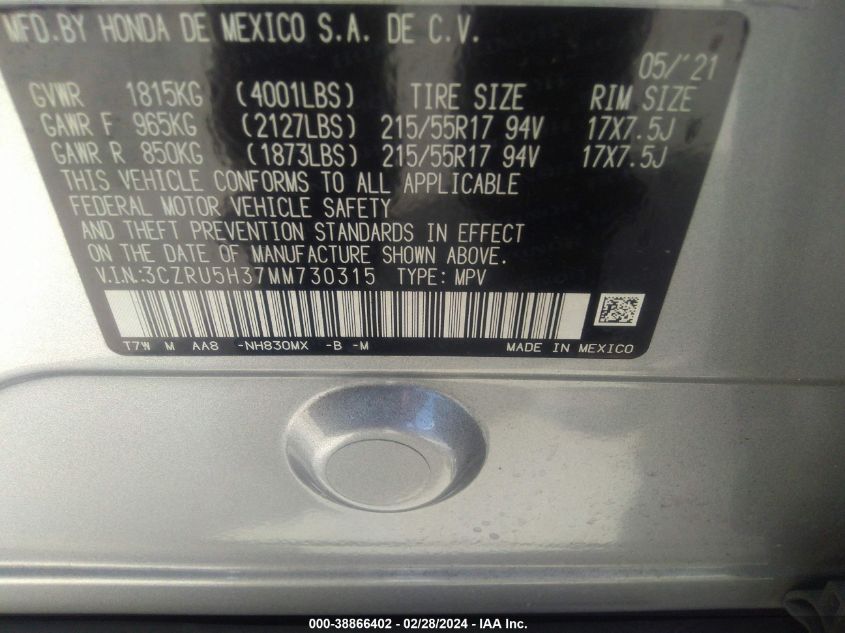 MFD.BY HONDA DE MEXICO S.A. DE C.V.
05/'21
GVWR 1815KG (4001LBS) TIRE SIZE RIM SIZE
GAWR F 965KG (2127LBS) 215/55R17 94V 17X7.5J
GAWR R 850KG (1873LBS) 215/55R17 94V 17X7.5J
THIS VEHICLE CONFORMS TO ALL APPLICABLE
FEDERAL MOTOR VEHICLE SAFETY
AND THEFT PREVENTION STANDARDS IN EFFECT
ON THE DATE OF MANUFACTURE SHOWN ABOVE.
V.I.N.:3CZRU5H37MM730315 TYPE: MPV
T7W M AA8 -NH830MX -B -M MADE IN MEXICO
000-38866402 - 02/28/2024 - IAA Inc.